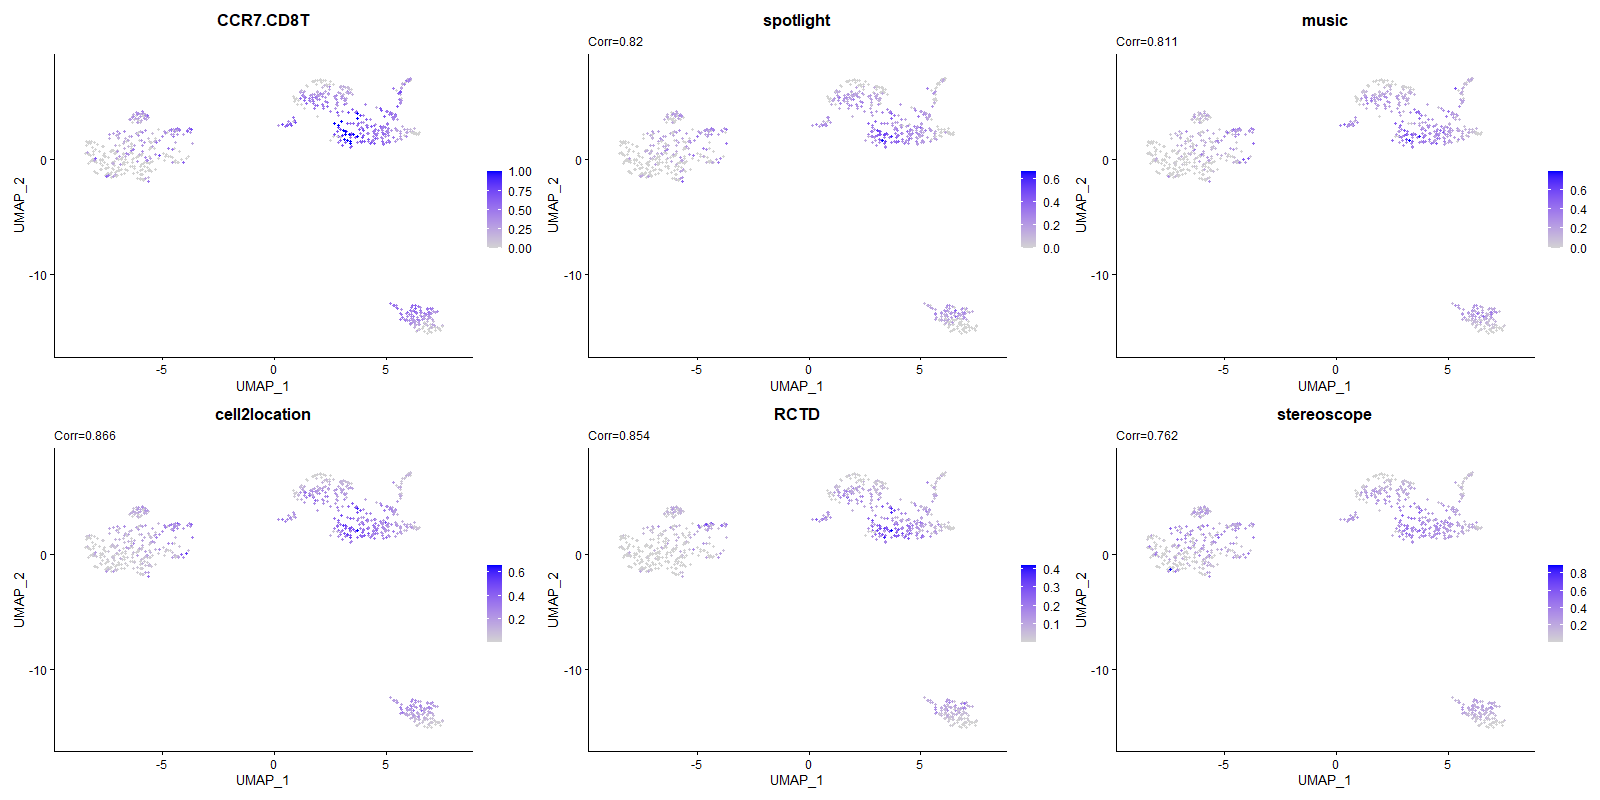 CCR7.CD8T
UMAP_2
0
-10
-5
0
5
UMAP_1
1.00
0.75
0.50
0.25
0.00
spotlight
Corr=0.82
UMAP_2
0
-10
-5
0
5
UMAP_1
0.6
0.4
0.2
0.0
music
Corr=0.811
UMAP_2
0
-10
-5
0
5
UMAP_1
0.6
0.4
0.2
0.0
cell2location
Corr=0.866
UMAP_2
0
-10
-5
0
5
UMAP_1
0.6
0.4
0.2
RCTD
Corr=0.854
UMAP_2
0
-10
-5
0
5
UMAP_1
0.4
0.3
0.2
0.1
stereoscope
Corr=0.762
UMAP_2
0
-10
-5
0
5
UMAP_1
0.8
0.6
0.4
0.2